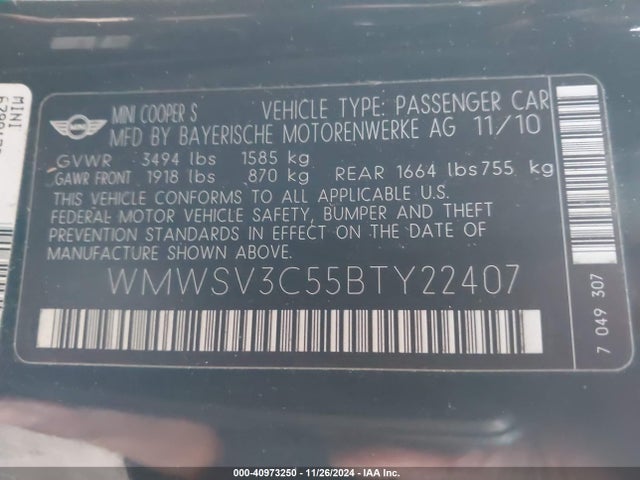 MINI COOPER S VEHICLE TYPE: PASSENGER CAR
MFD BY BAYERISCHE MOTORENWERKE AG 11/10
GVWR 3494 lbs 1585 kg
GAWR FRONT 1918 lbs 870 kg REAR 1664 lbs 755 kg
THIS VEHICLE CONFORMS TO ALL APPLICABLE U.S.
FEDERAL MOTOR VEHICLE SAFETY, BUMPER AND THEFT
PREVENTION STANDARDS IN EFFECT ON THE DATE OF
MANUFACTURE SHOWN ABOVE.
WMWSV3C55BTY22407
7 049 307
MINI
000-40973250 - 11/26/2024 - IAA Inc.